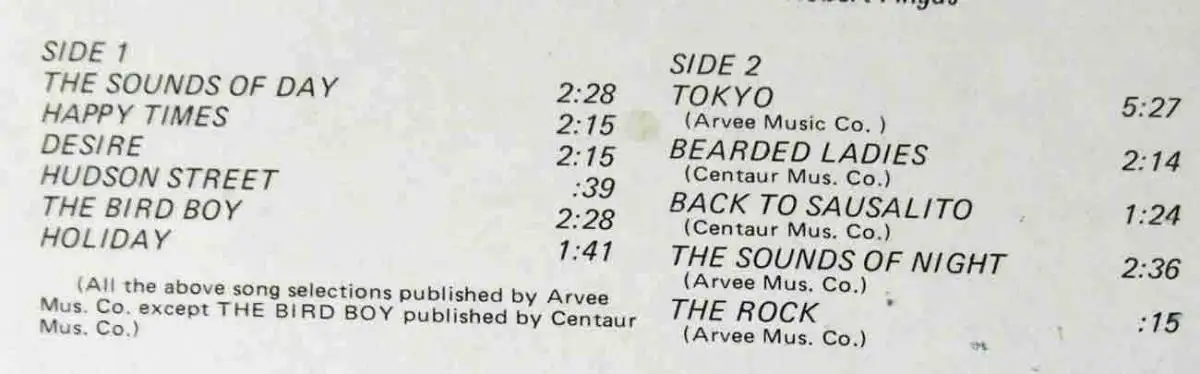 SIDE 1
THE SOUNDS OF DAY 2:28
HAPPY TIMES 2:15
DESIRE 2:15
HUDSON STREET :39
THE BIRD BOY 2:28
HOLIDAY 1:41
(All the above song selections published by Arvee
Mus. Co. except THE BIRD BOY published by Centaur
Mus. Co.)
SIDE 2
TOKYO 5:27
(Arvee Music Co. )
BEARDED LADIES 2:14
(Centaur Mus. Co.)
BACK TO SAUSALITO 1:24
(Centaur Mus. Co.)
THE SOUNDS OF NIGHT 2:36
(Arvee Mus. Co.)
THE ROCK :15
(Arvee Mus. Co.)